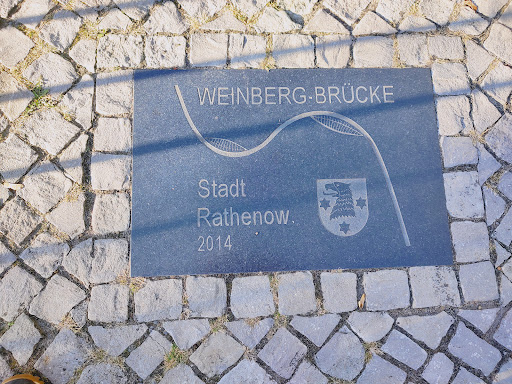 WEINBERG-BRÜCKE
Stadt
Rathenow.
2014